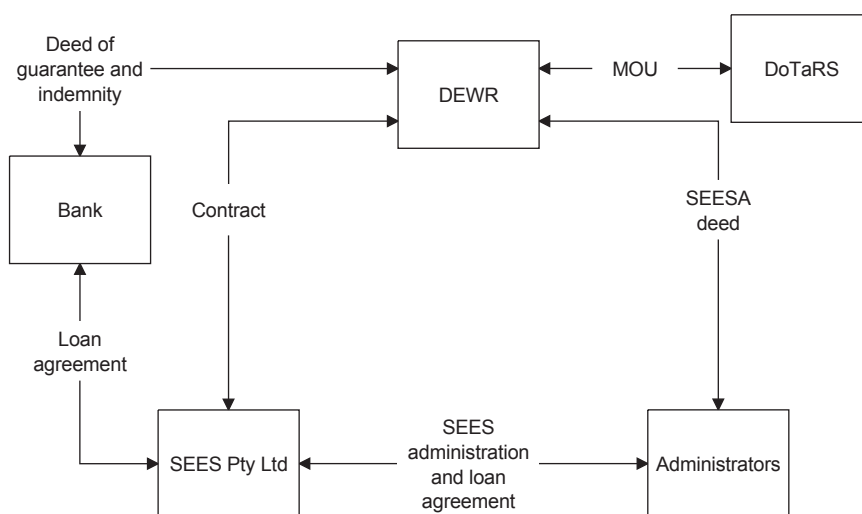 Deed of
guarantee and
indemnity
DEWR
MOU
DoTaRS
Bank
Contract
SEESA
deed
Loan
agreement
SEES Pty Ltd
SEES
administration
and loan
agreement
Administrators